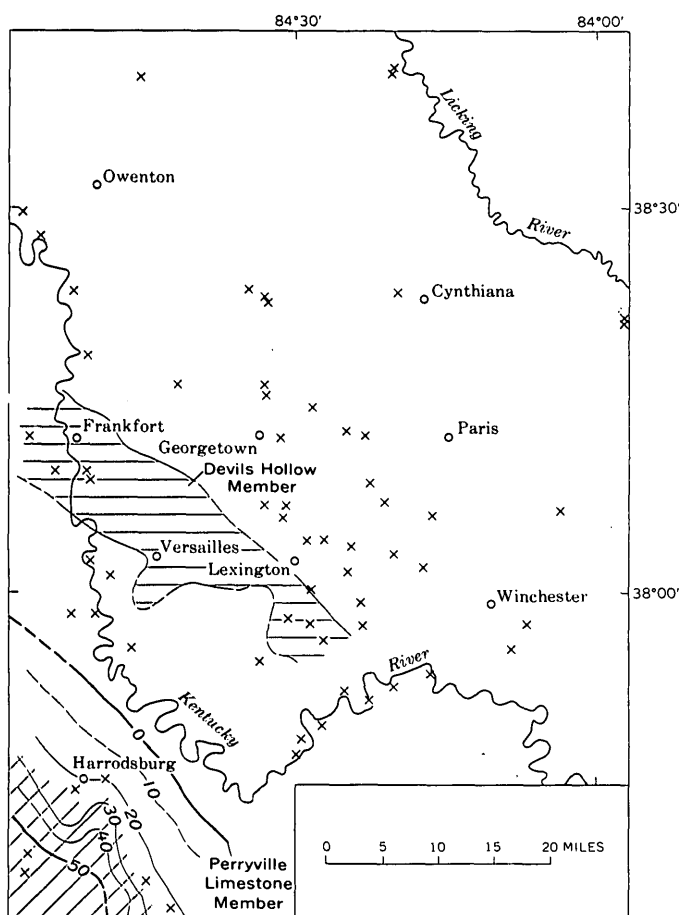 84°30'
84°00'
Licking
River
Owenton
38°30'
Cynthiana
Frankfort
Georgetown
Paris
Devils Hollow
Member
Versailles
Lexington
Winchester
38°00'
River
Kentucky
0
Harrodsburg
10
20
30
40
50
Perryville
Limestone
Member
0 5 10 15 20 MILES